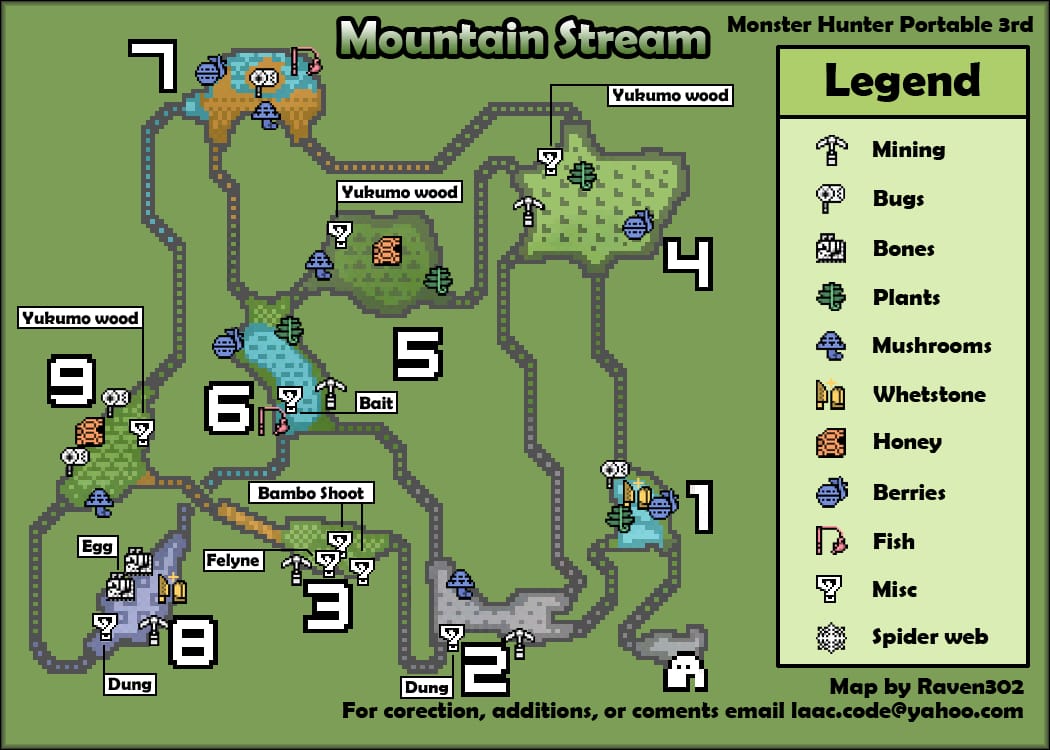 Mountain Stream
Monster Hunter Portable 3rd
Legend
Mining
Bugs
Bones
Plants
Mushrooms
Whetstone
Honey
Berries
Fish
Misc
Spider web
7
Yukumo wood
Yukumo wood
4
Yukumo wood
5
9
6
Bait
Bambo Shoot
1
Egg
Felyne
3
8
2
Dung
Dung
Map by Raven302
For corection, additions, or coments email laac.code@yahoo.com